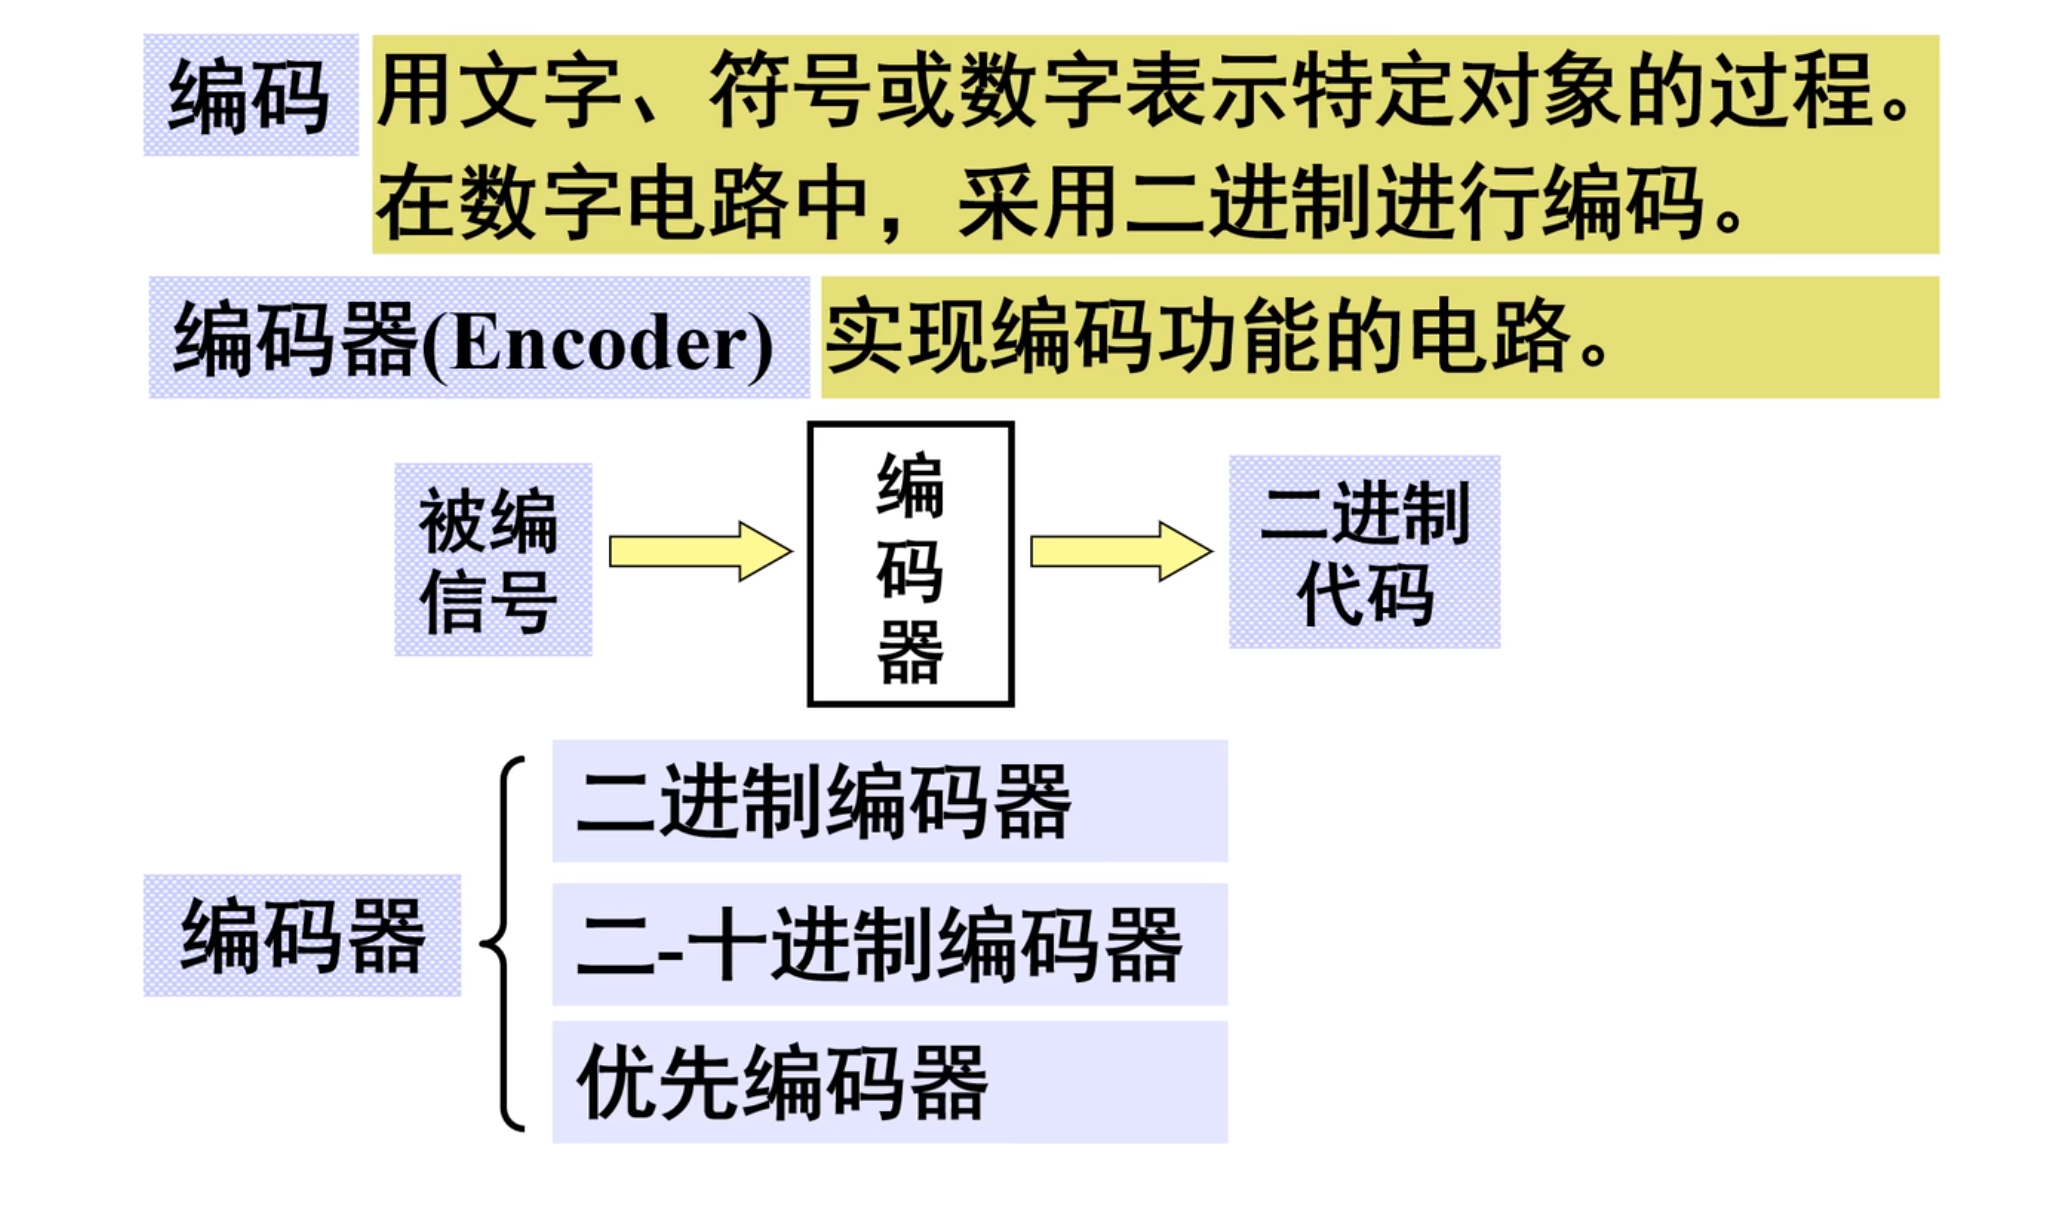 编码
用文字、符号或数字表示特定对象的过程。
在数字电路中，采用二进制进行编码。
编码器(Encoder)
实现编码功能的电路。
被编
信号
编
码
器
二进制
代码
编码器
二进制编码器
二-十进制编码器
优先编码器